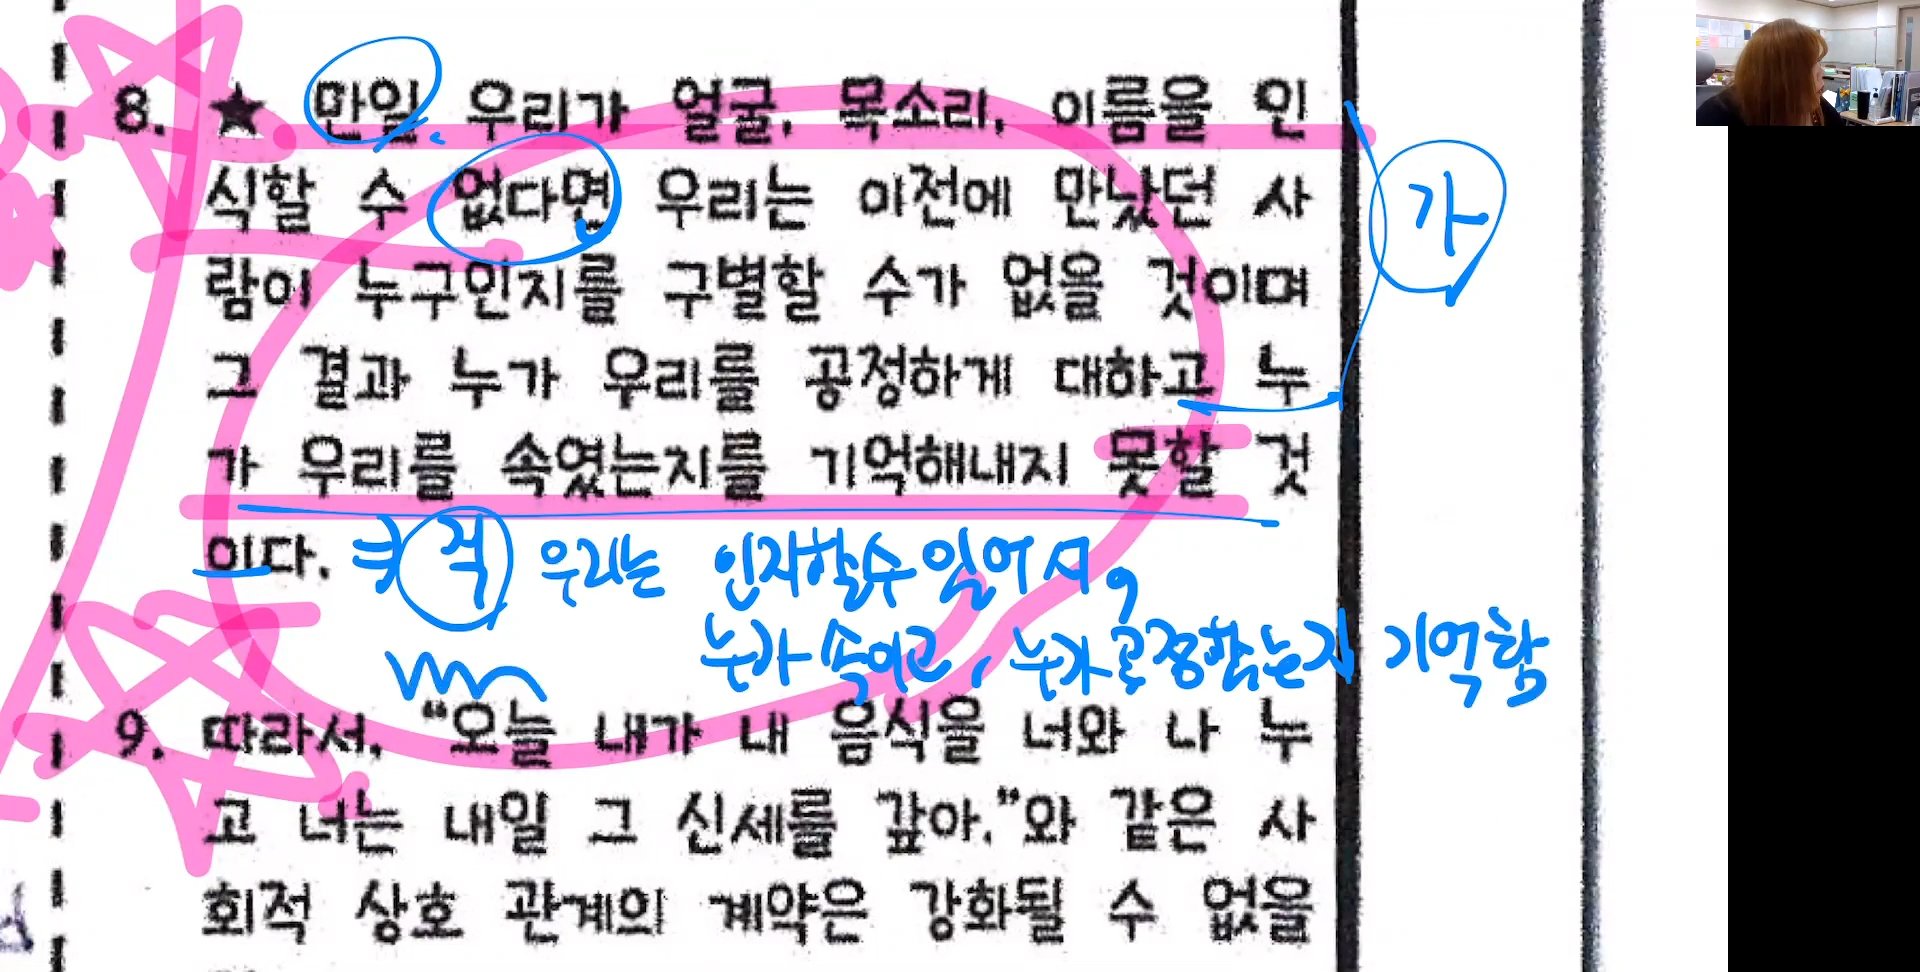 8. ★ 만일 우리가 얼굴, 목소리, 이름을 인
식할 수 없다면 우리는 이전에 만났던 사
람이 누구인지를 구별할 수가 없을 것이며
그 결과 누가 우리를 공정하게 대하고 누
가 우리를 속였는지를 기억해내지 못할 것
이다.
가
직 우리는 인지할수 있어서,
누가 속이고, 누가 공정했는지 기억함
9. 따라서, “오늘 내가 내 음식을 너와 나 누
고 너는 내일 그 신세를 갚아.”와 같은 사
회적 상호 관계의 계약은 강화될 수 없을